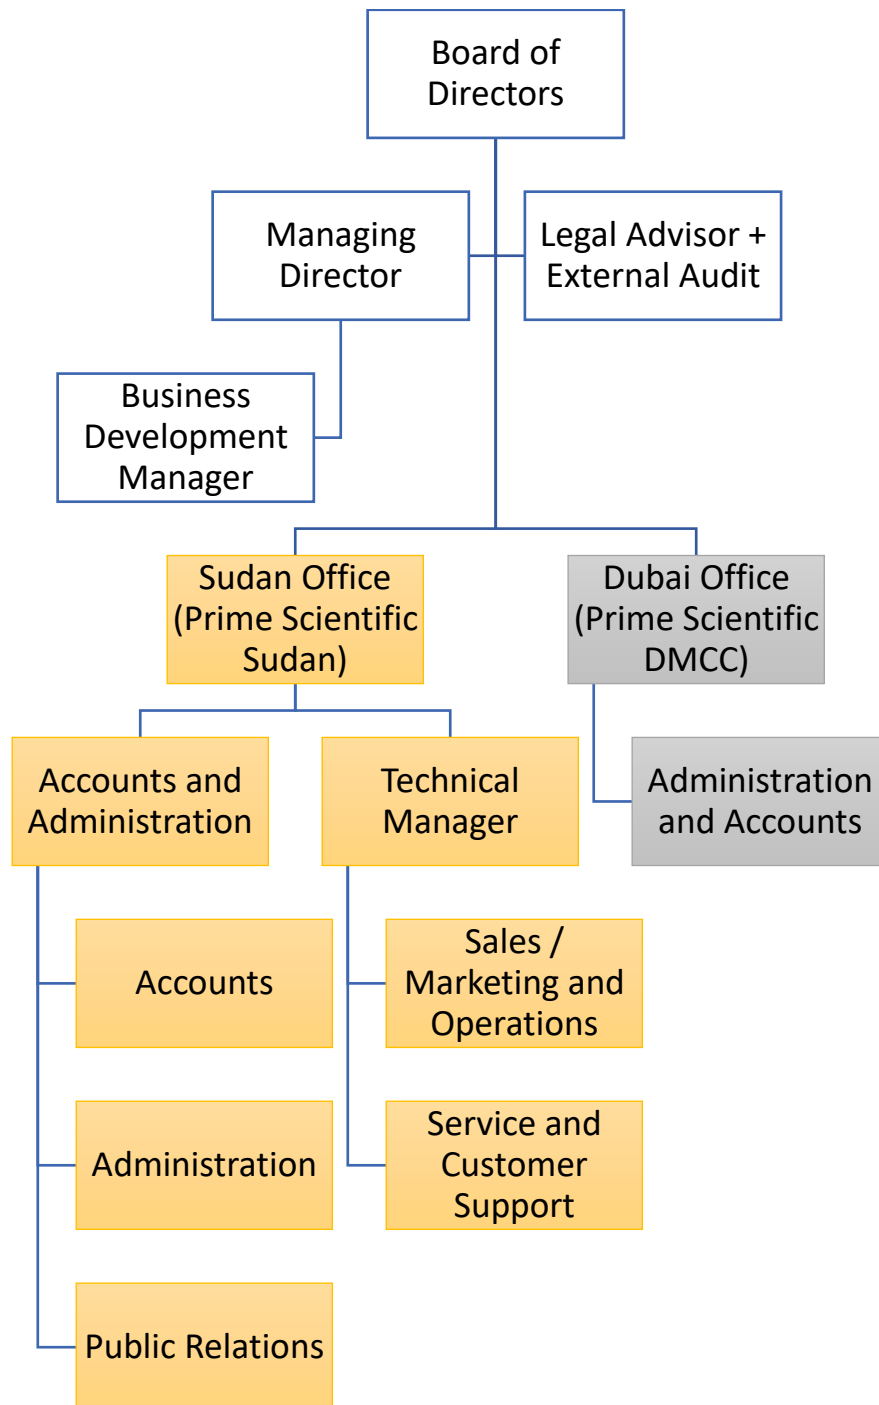 Board of
Directors
Managing
Director
Legal Advisor +
External Audit
Business
Development
Manager
Sudan Office
(Prime Scientific
Sudan)
Dubai Office
(Prime Scientific
DMCC)
Accounts and
Administration
Technical
Manager
Administration
and Accounts
Accounts
Sales /
Marketing and
Operations
Administration
Service and
Customer
Support
Public Relations